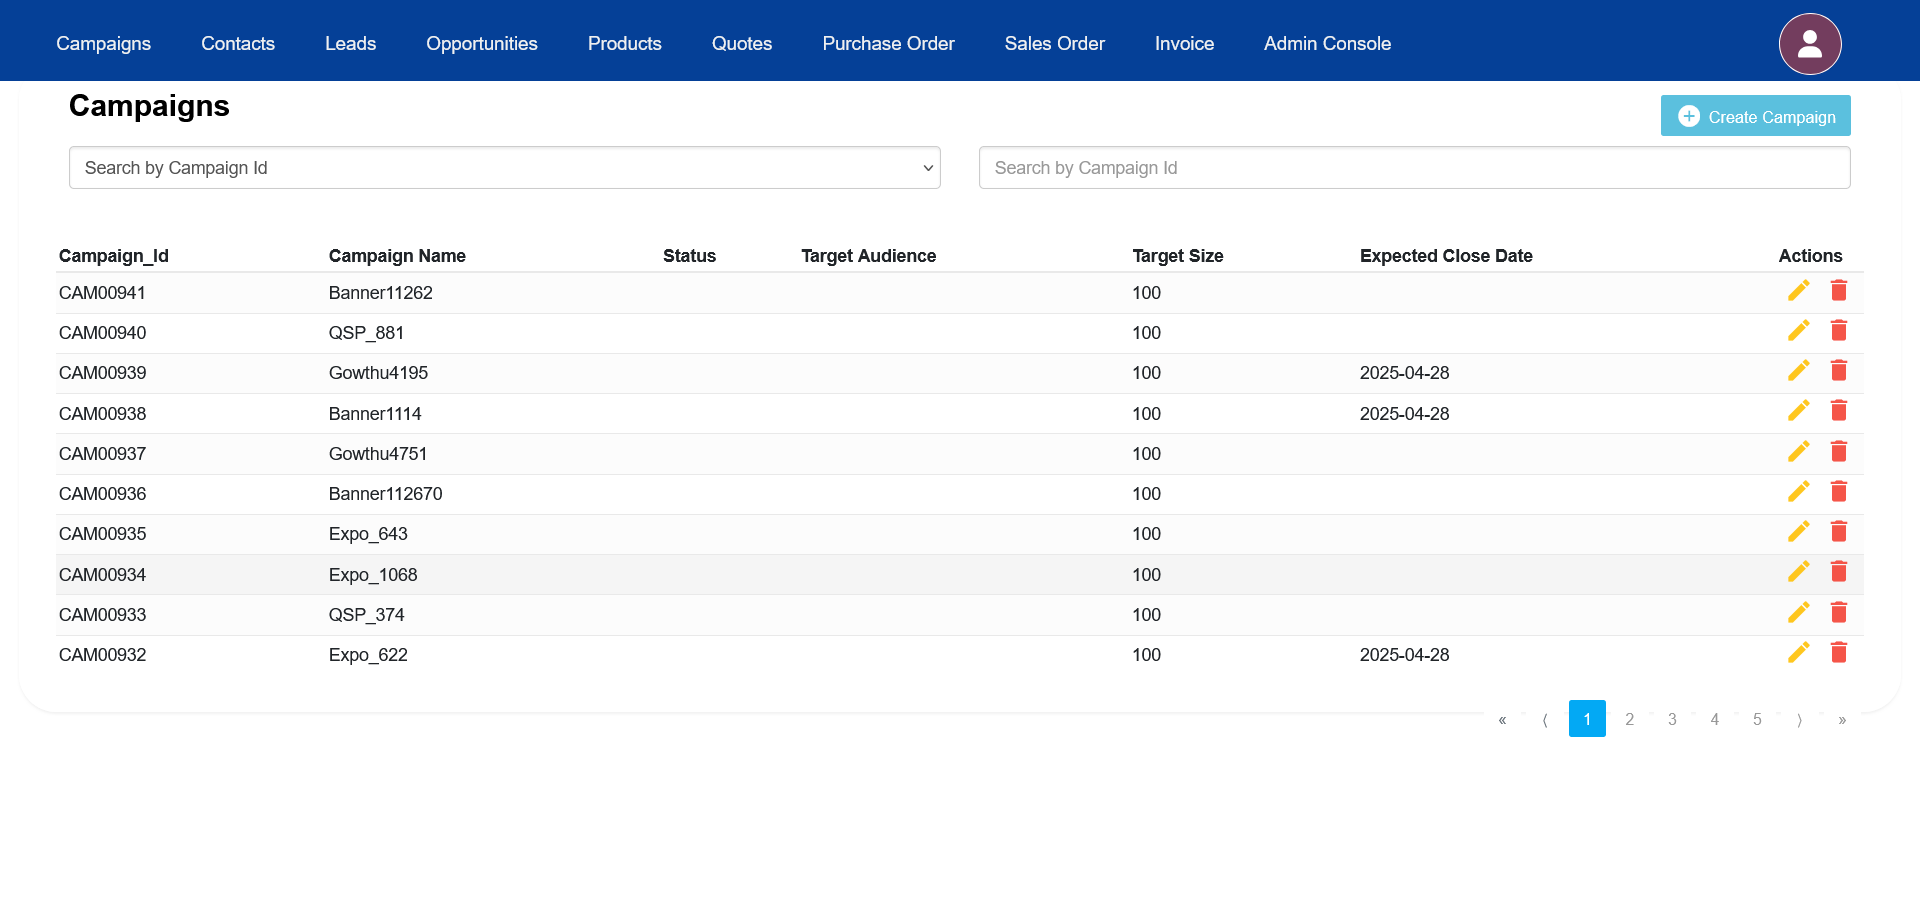 Campaigns Contacts Leads Opportunities Products Quotes Purchase Order Sales Order Invoice Admin Console
Campaigns
Create Campaign
Search by Campaign Id Search by Campaign Id
Campaign_Id Campaign Name Status Target Audience Target Size Expected Close Date Actions
CAM00941 Banner11262 100
CAM00940 QSP_881 100
CAM00939 Gowthu4195 100 2025-04-28
CAM00938 Banner1114 100 2025-04-28
CAM00937 Gowthu4751 100
CAM00936 Banner112670 100
CAM00935 Expo_643 100
CAM00934 Expo_1068 100
CAM00933 QSP_374 100
CAM00932 Expo_622 100 2025-04-28
« ⟨ 1 2 3 4 5 ⟩ »